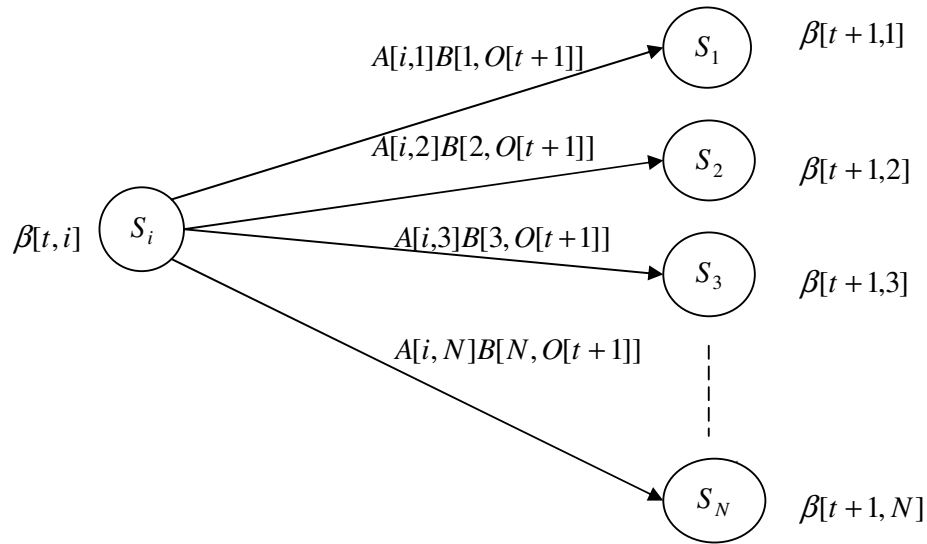 S₁ β[t+1,1]
A[i,1]B[1,O[t+1]]
A[i,2]B[2,O[t+1]]
S₂ β[t+1,2]
β[t,i] Sᵢ
A[i,3]B[3,O[t+1]]
S₃ β[t+1,3]
A[i,N]B[N,O[t+1]]
S_N β[t+1,N]